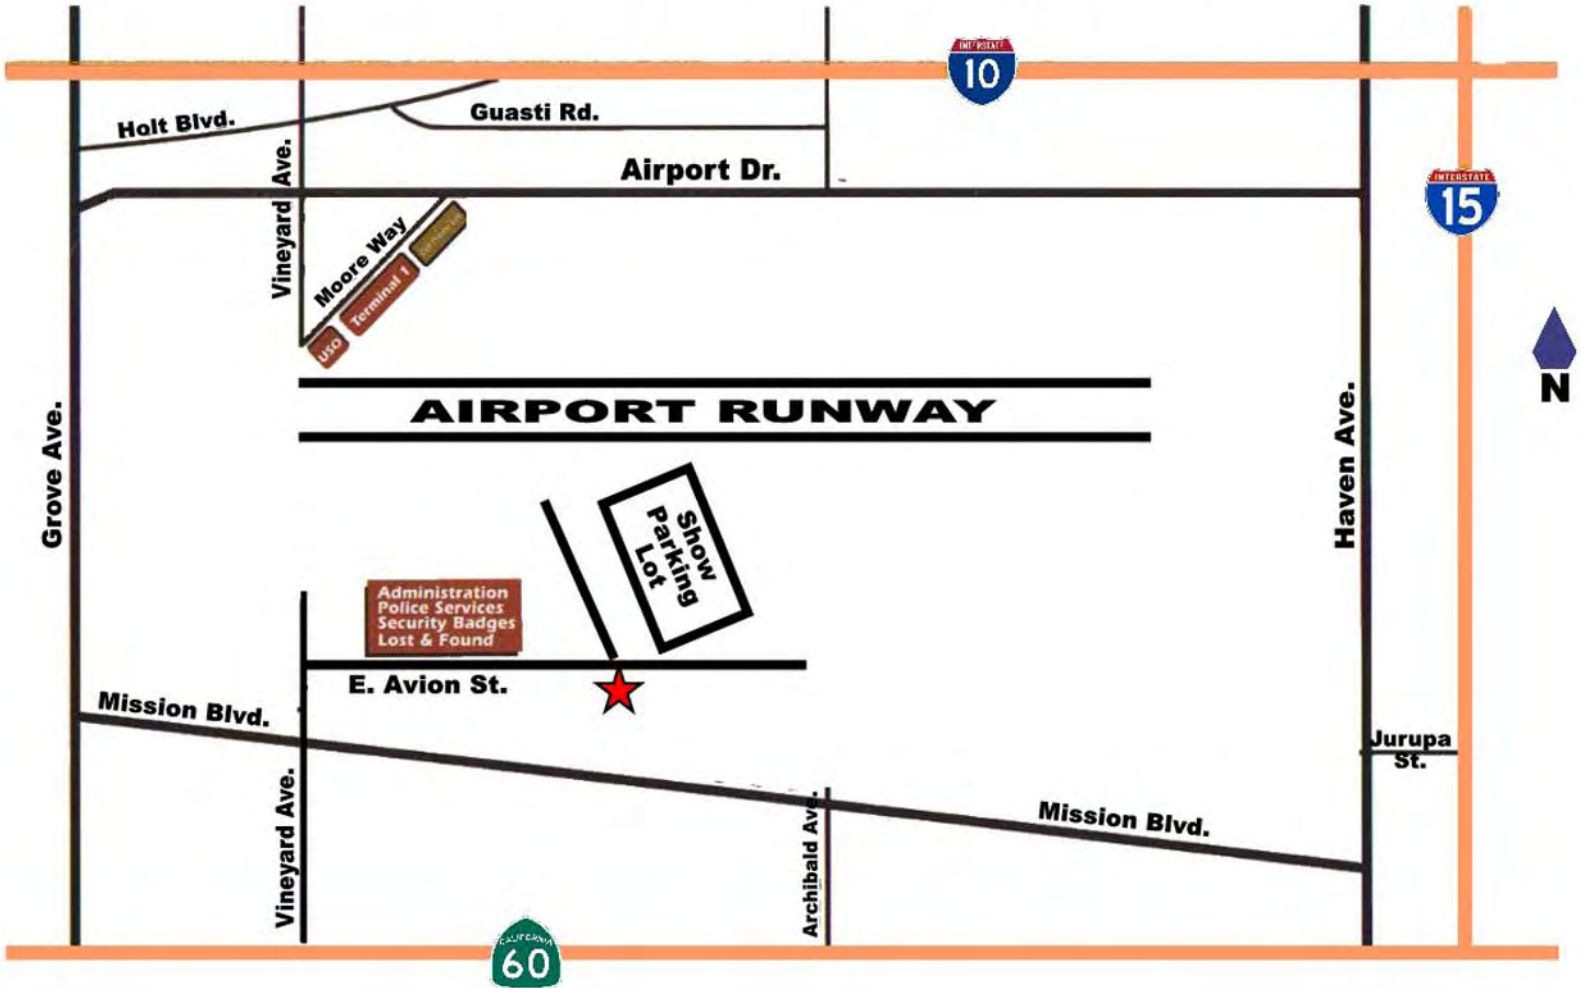 INTERSTATE
10
Holt Blvd.
Guasti Rd.
Airport Dr.
INTERSTATE
15
Vineyard Ave.
Moore Way
Terminal 1
USO
N
AIRPORT RUNWAY
Grove Ave.
Haven Ave.
Show
Parking
Lot
Administration
Police Services
Security Badges
Lost & Found
E. Avion St.
Mission Blvd.
Jurupa
St.
Vineyard Ave.
Archibald Ave.
Mission Blvd.
CALIFORNIA
60